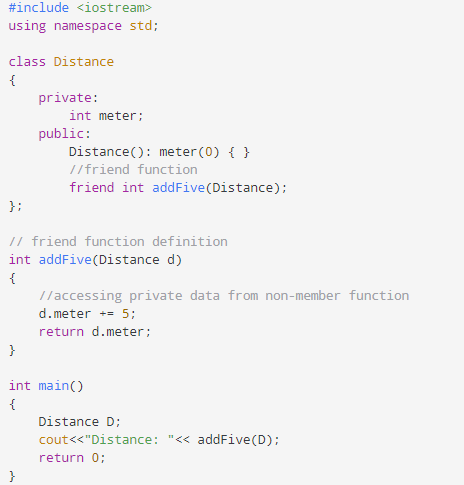 #include <iostream>
using namespace std;
class Distance
{
private:
int meter;
public:
Distance(): meter(0) { }
//friend function
friend int addFive(Distance);
};
// friend function definition
int addFive(Distance d)
{
//accessing private data from non-member function
d.meter += 5;
return d.meter;
}
int main()
{
Distance D;
cout<<"Distance: "<< addFive(D);
return 0;
}